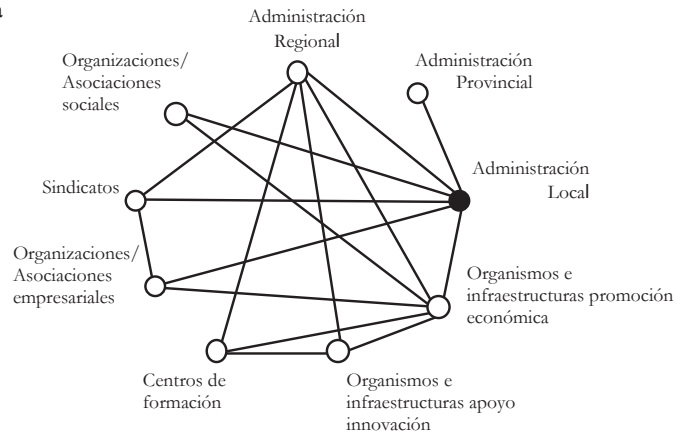 a
Administración
Regional
Organizaciones/
Asociaciones
sociales
Administración
Provincial
Sindicatos
Administración
Local
Organizaciones/
Asociaciones
empresariales
Organismos e
infraestructuras promoción
económica
Centros de
formación
Organismos e
infraestructuras apoyo
innovación